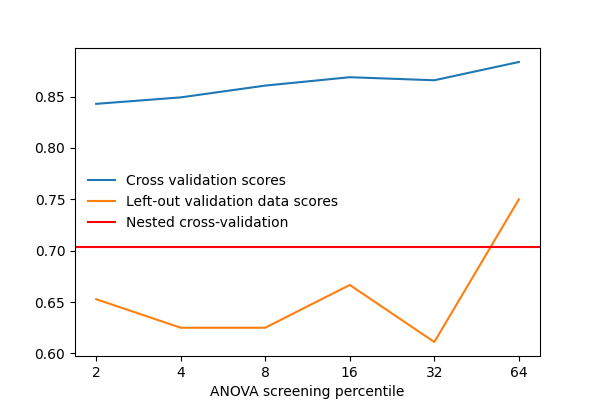 0.85
0.80
0.75
0.70
0.65
0.60
Cross validation scores
Left-out validation data scores
Nested cross-validation
2 4 8 16 32 64
ANOVA screening percentile